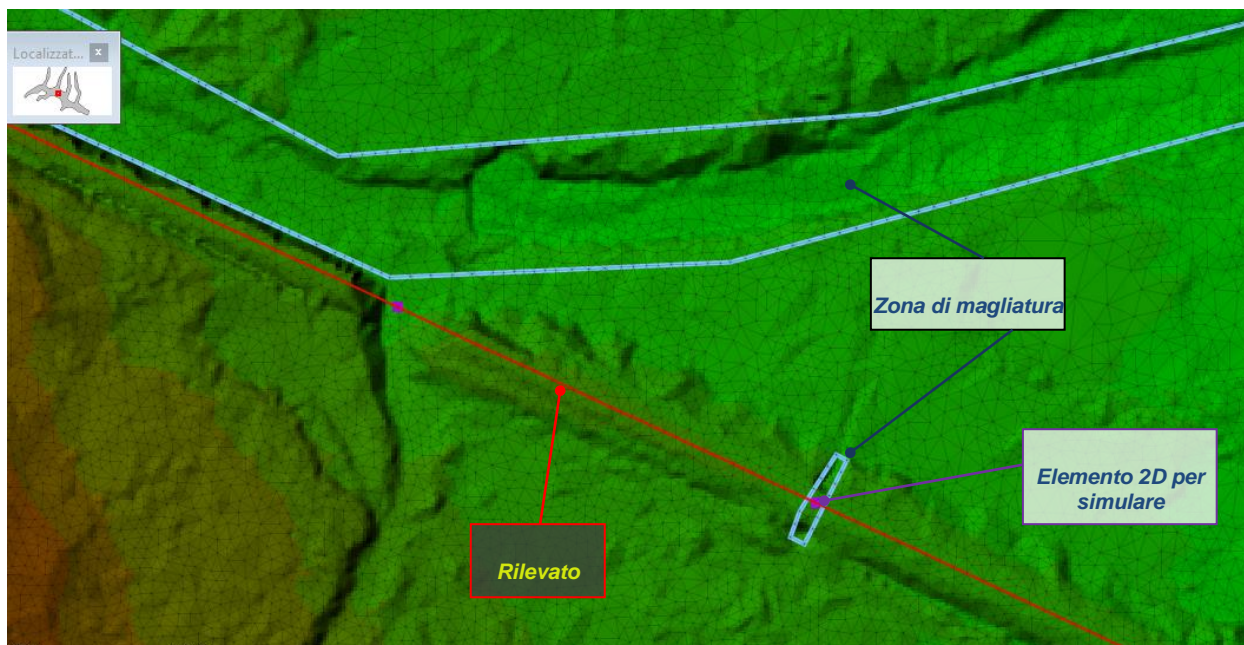 Localizzat... x
Zona di magliatura
Elemento 2D per
simulare
Rilevato